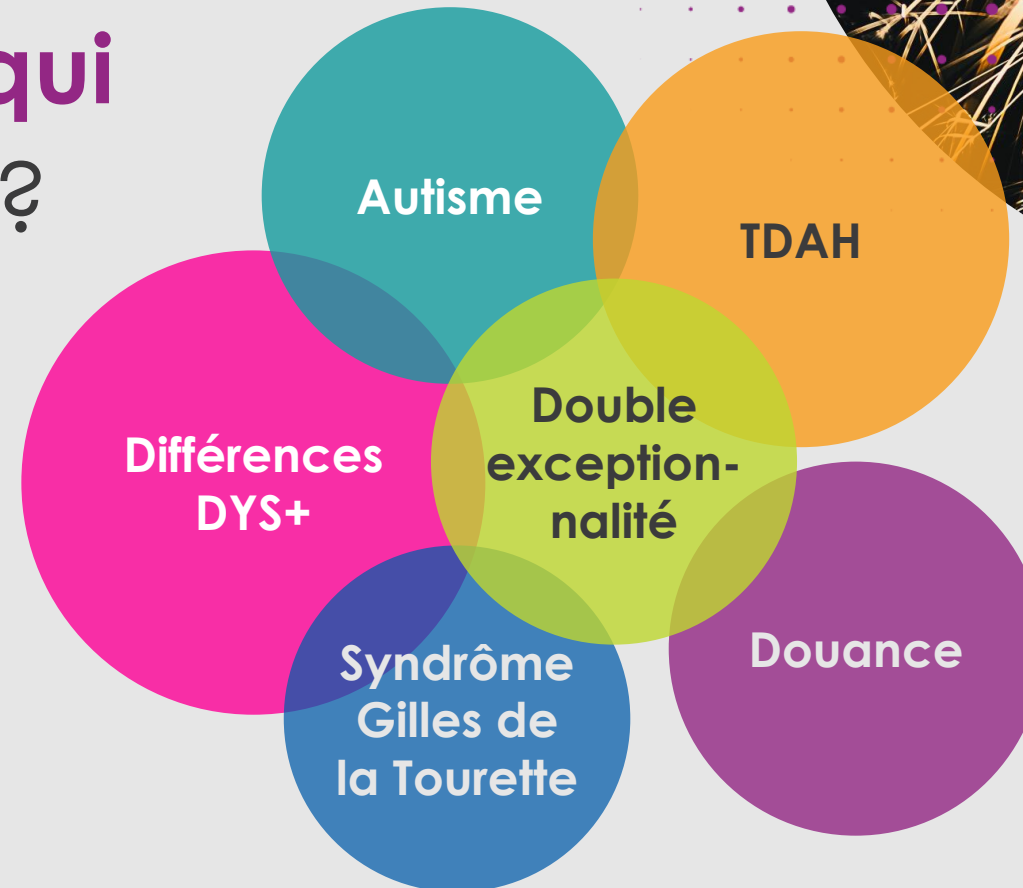 qui
?
Autisme
TDAH
Différences
DYS+
Double
exception-
nalité
Syndrôme
Gilles de
la Tourette
Douance